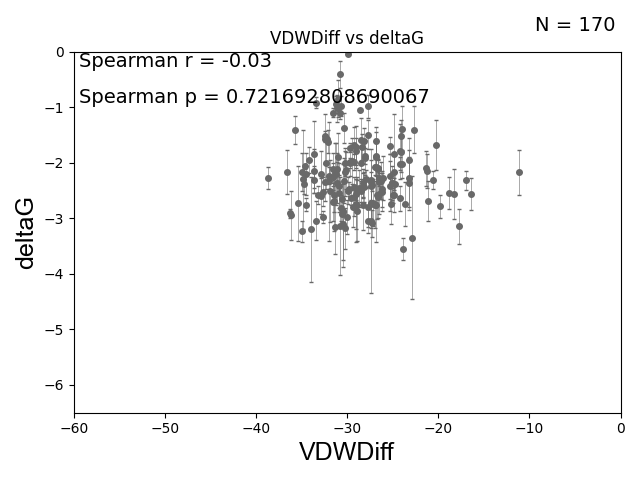 N = 170
VDWDiff vs deltaG
Spearman r = -0.03
Spearman p = 0.721692808690067
0
−1
−2
−3
−4
−5
−6
deltaG
−60 −50 −40 −30 −20 −10 0
VDWDiff